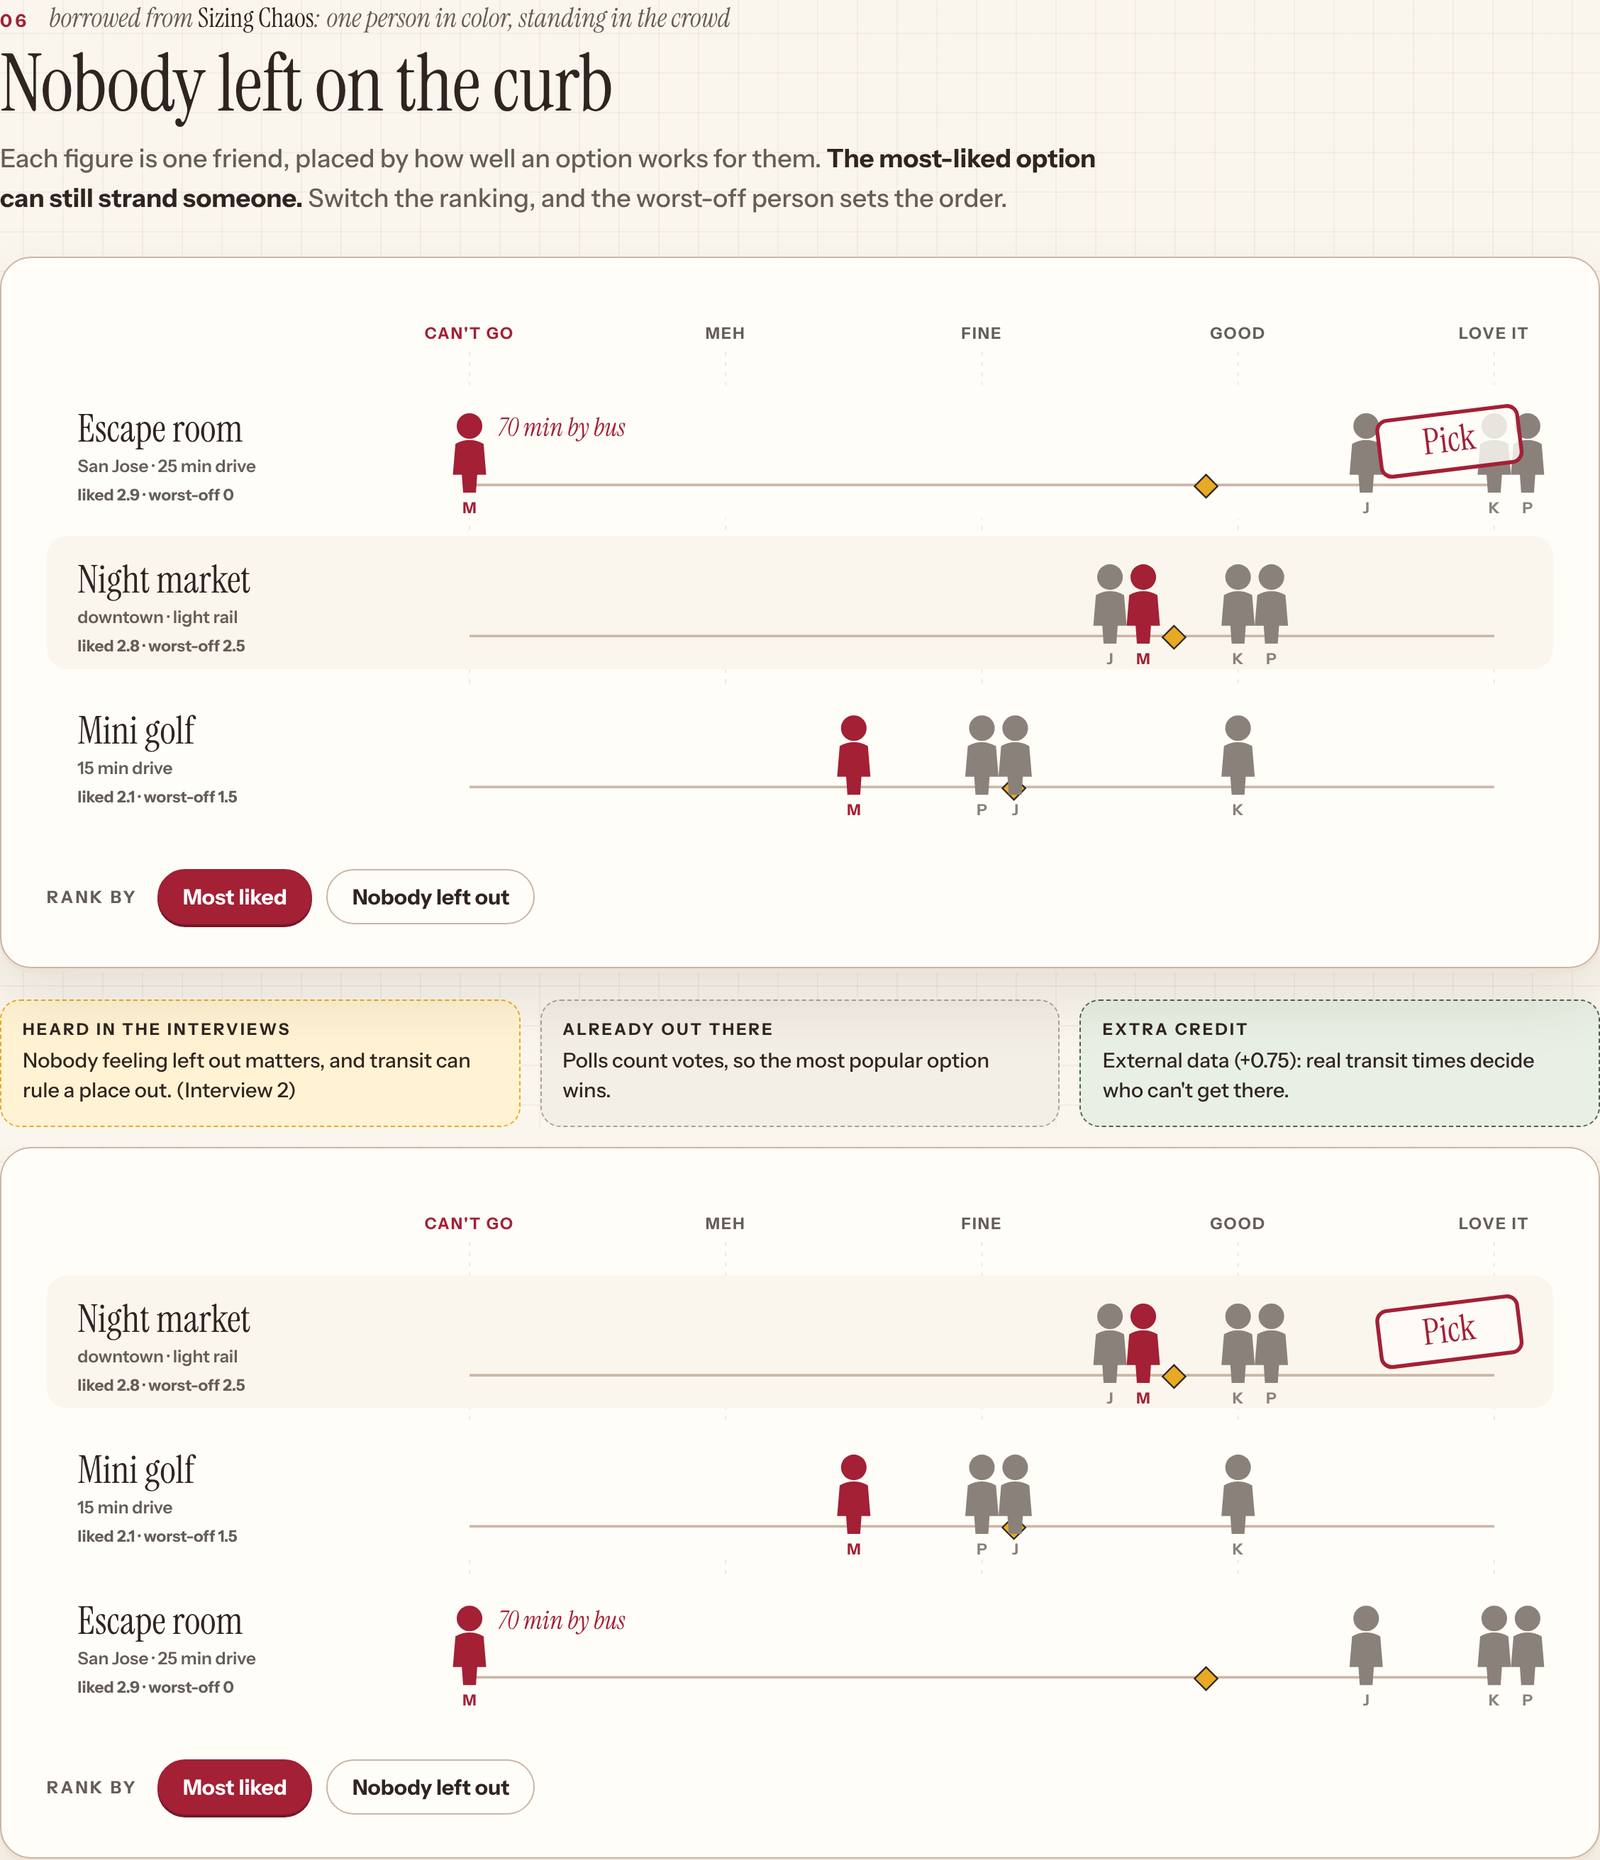 06 borrowed from Sizing Chaos: one person in color, standing in the crowd
Nobody left on the curb
Each figure is one friend, placed by how well an option works for them. The most-liked option
can still strand someone. Switch the ranking, and the worst-off person sets the order.
CAN'T GO MEH FINE GOOD LOVE IT
Escape room
70 min by bus
Pick
San Jose · 25 min drive
liked 2.9 · worst-off 0
M J K P
Night market
downtown · light rail
liked 2.8 · worst-off 2.5
J M K P
Mini golf
15 min drive
liked 2.1 · worst-off 1.5
M P J K
RANK BY Most liked Nobody left out
HEARD IN THE INTERVIEWS
Nobody feeling left out matters, and transit can
rule a place out. (Interview 2)
ALREADY OUT THERE
Polls count votes, so the most popular option
wins.
EXTRA CREDIT
External data (+0.75): real transit times decide
who can't get there.
CAN'T GO MEH FINE GOOD LOVE IT
Night market
Pick
downtown · light rail
liked 2.8 · worst-off 2.5
J M K P
Mini golf
15 min drive
liked 2.1 · worst-off 1.5
M P J K
Escape room
70 min by bus
San Jose · 25 min drive
liked 2.9 · worst-off 0
M J K P
RANK BY Most liked Nobody left out